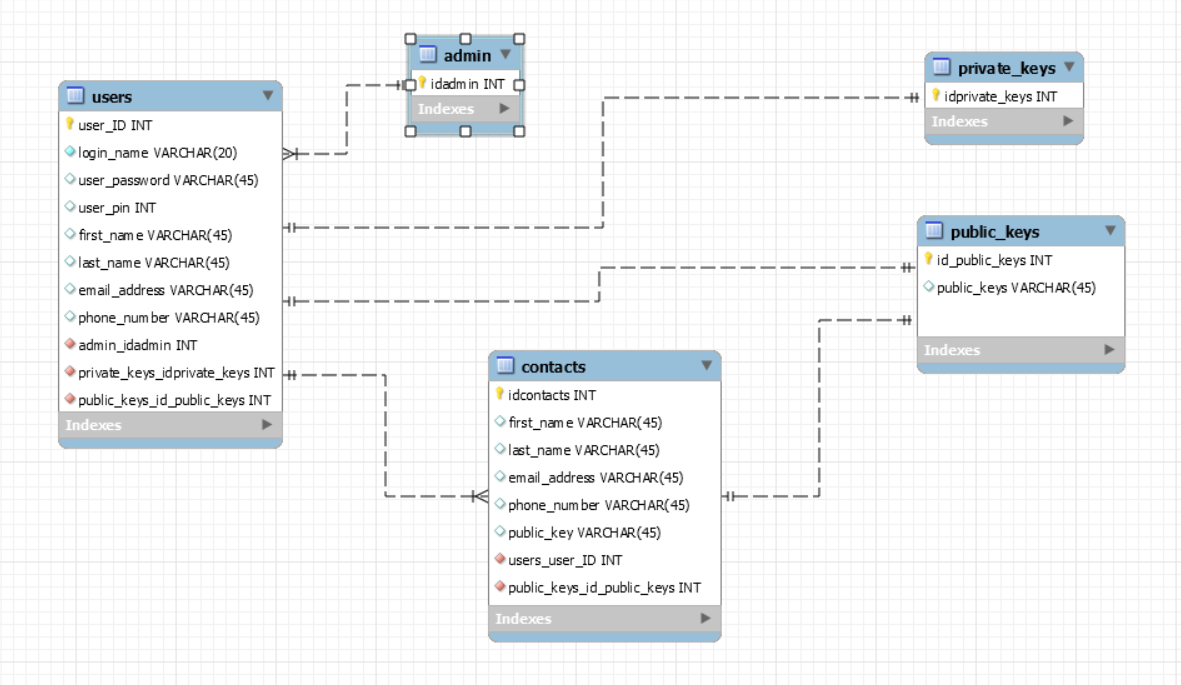 users
user_ID INT
login_name VARCHAR(20)
user_password VARCHAR(45)
user_pin INT
first_name VARCHAR(45)
last_name VARCHAR(45)
email_address VARCHAR(45)
phone_number VARCHAR(45)
admin_idadmin INT
private_keys_idprivate_keys INT
public_keys_id_public_keys INT
Indexes
admin
idadmin INT
Indexes
private_keys
idprivate_keys INT
Indexes
public_keys
id_public_keys INT
public_keys VARCHAR(45)
Indexes
contacts
idcontacts INT
first_name VARCHAR(45)
last_name VARCHAR(45)
email_address VARCHAR(45)
phone_number VARCHAR(45)
public_key VARCHAR(45)
users_user_ID INT
public_keys_id_public_keys INT
Indexes